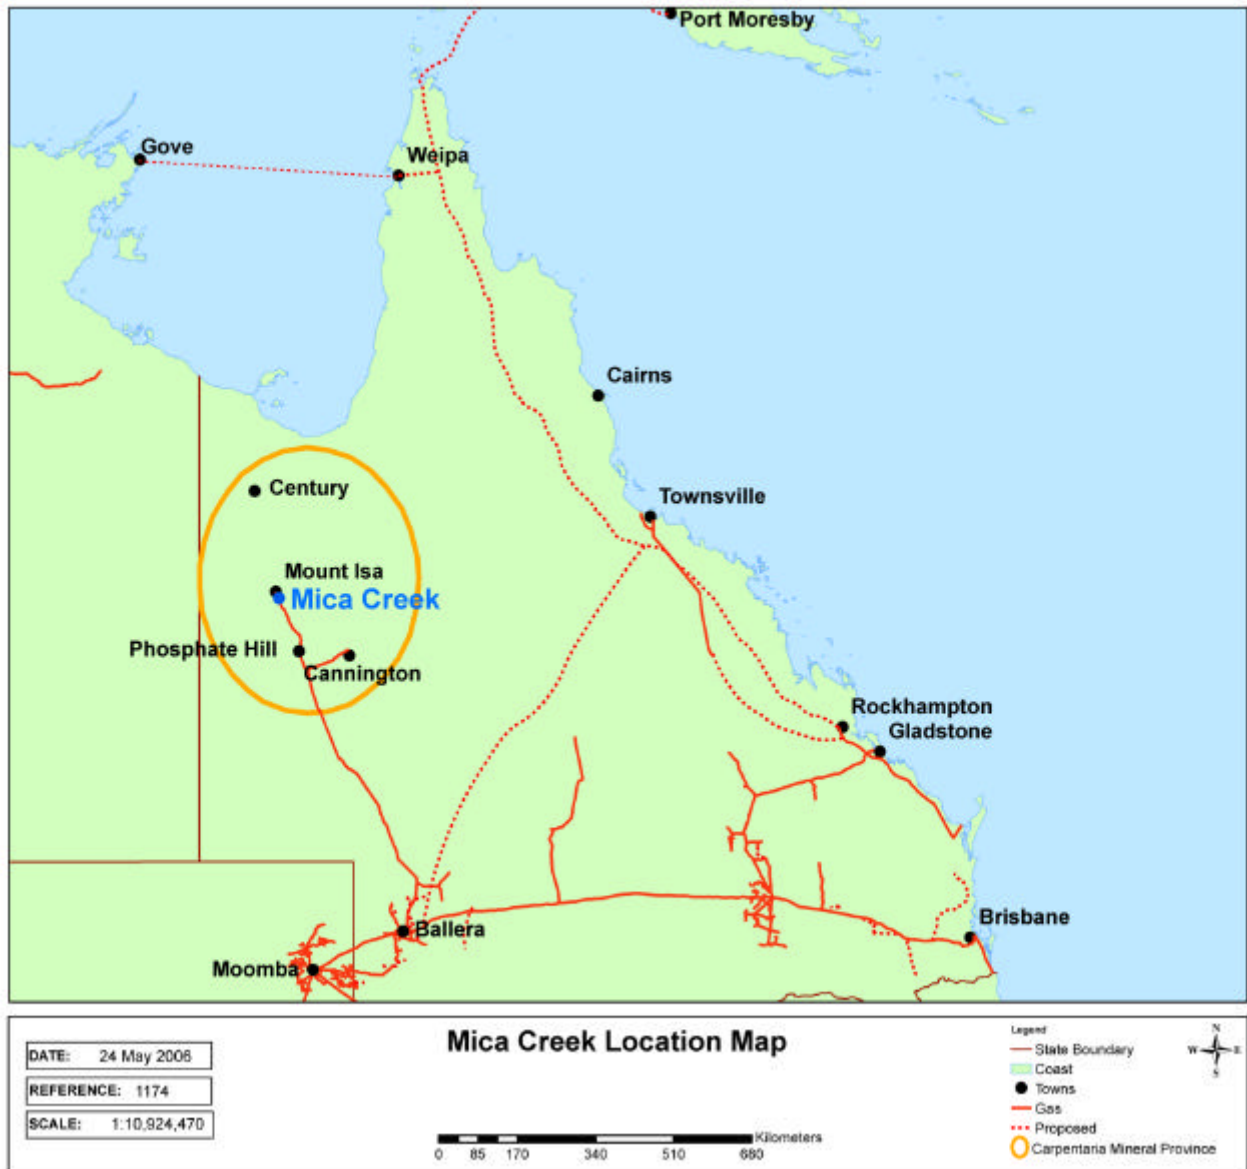 Port Moresby
Gove
Weipa
Cairns
Century
Townsville
Mount Isa
Mica Creek
Phosphate Hill
Cannington
Rockhampton
Gladstone
Ballera
Brisbane
Moomba
Mica Creek Location Map
DATE: 24 May 2006
REFERENCE: 1174
SCALE: 1:10,924,470
Kilometers
0 85 170 340 510 680
Legend
State Boundary
Coast
Towns
Gas
Proposed
Carpentaria Mineral Province
N
W E
S